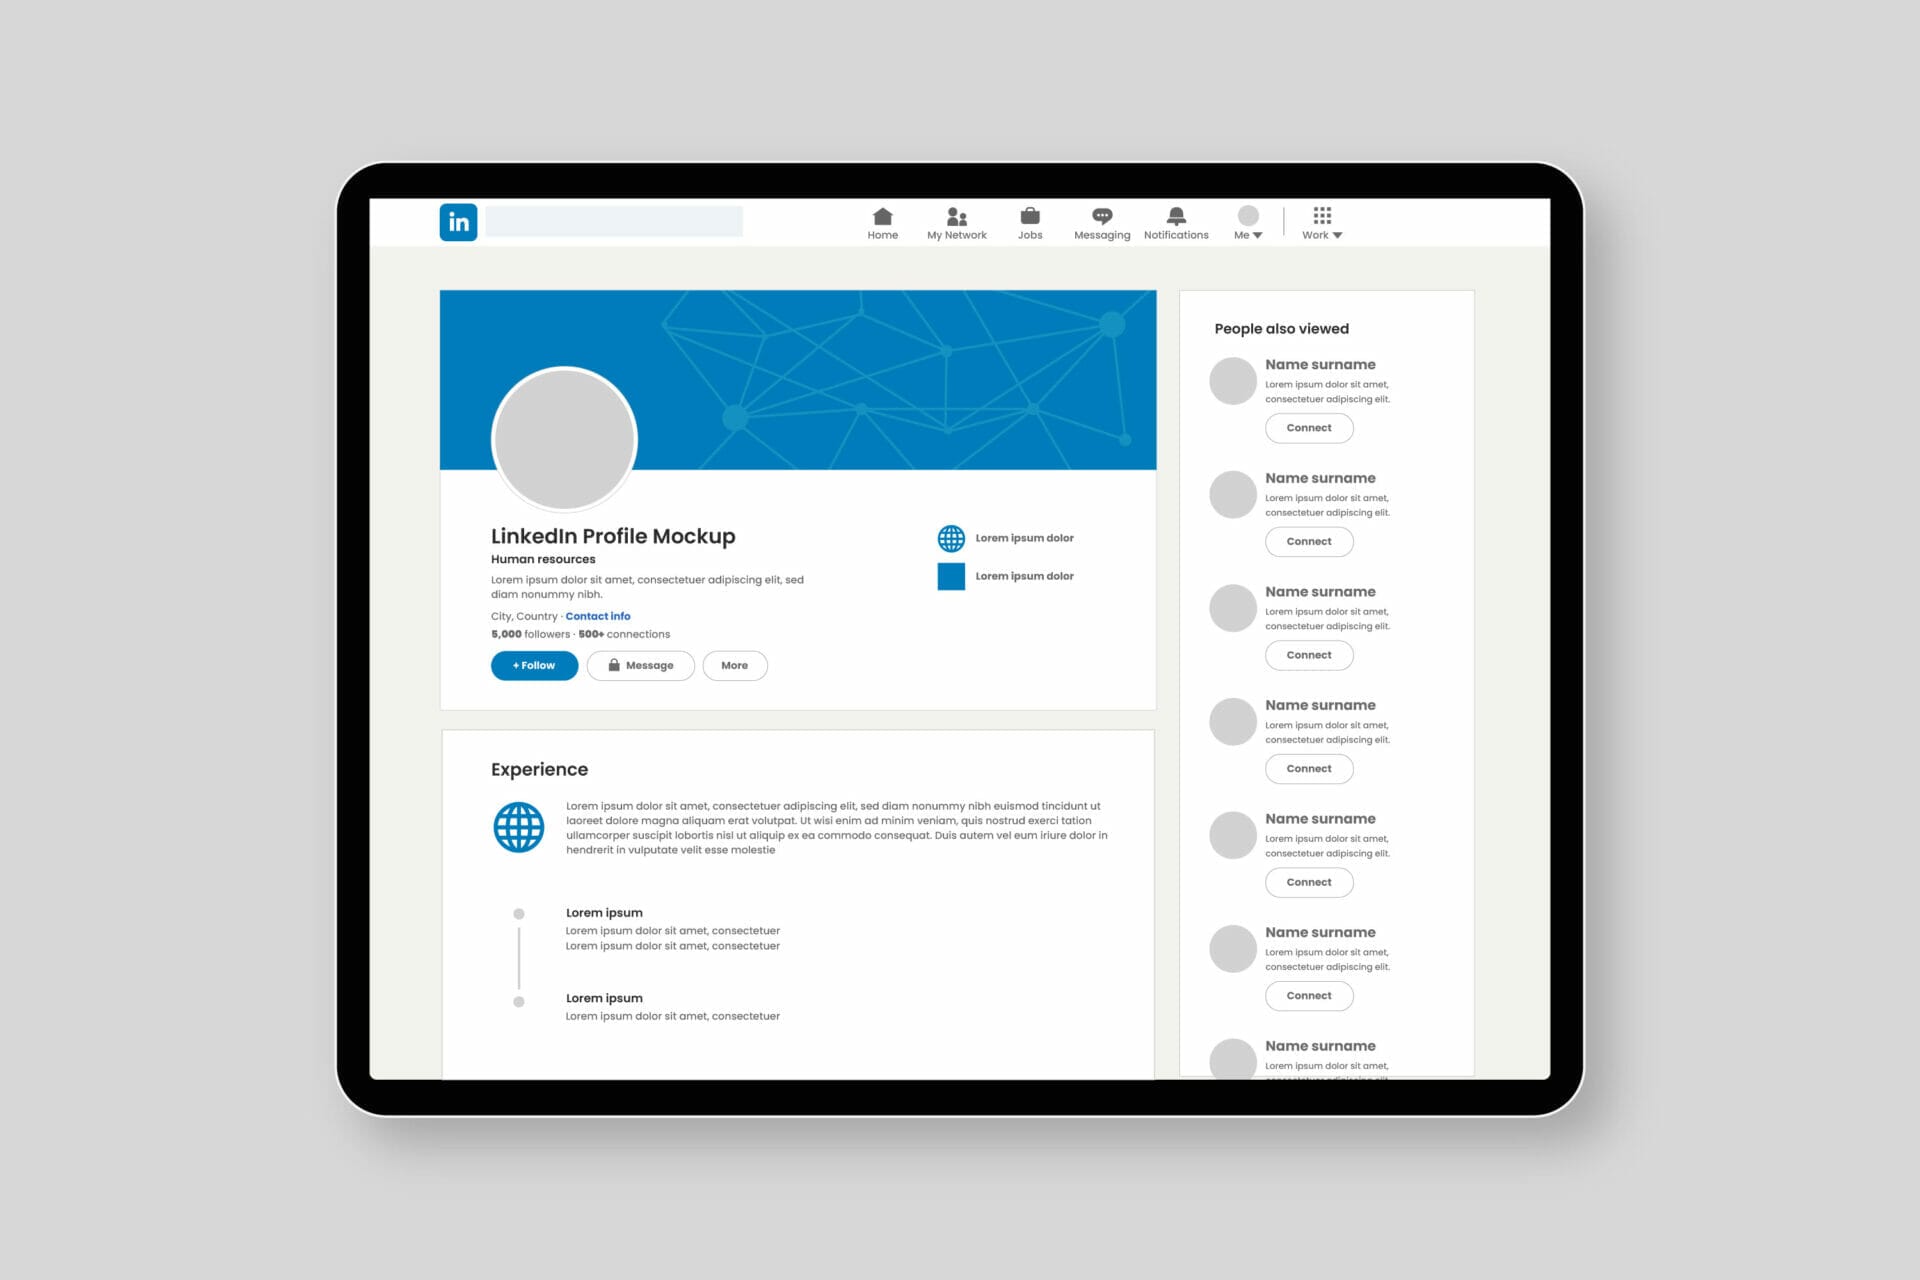 in
Home
My Network
Jobs
Messaging
Notifications
Me
Work
LinkedIn Profile Mockup
Human resources
Lorem ipsum dolor sit amet, consectetuer adipiscing elit, sed
diam nonummy nibh.
City, Country · Contact info
5,000 followers · 500+ connections
+ Follow
Message
More
Lorem ipsum dolor
Lorem ipsum dolor
Experience
Lorem ipsum dolor sit amet, consectetuer adipiscing elit, sed diam nonummy nibh euismod tincidunt ut
laoreet dolore magna aliquam erat volutpat. Ut wisi enim ad minim veniam, quis nostrud exerci tation
ullamcorper suscipit lobortis nisl ut aliquip ex ea commodo consequat. Duis autem vel eum iriure dolor in
hendrerit in vulputate velit esse molestie
Lorem ipsum
Lorem ipsum dolor sit amet, consectetuer
Lorem ipsum dolor sit amet, consectetuer
Lorem ipsum
Lorem ipsum dolor sit amet, consectetuer
People also viewed
Name surname
Lorem ipsum dolor sit amet,
consectetuer adipiscing elit.
Connect
Name surname
Lorem ipsum dolor sit amet,
consectetuer adipiscing elit.
Connect
Name surname
Lorem ipsum dolor sit amet,
consectetuer adipiscing elit.
Connect
Name surname
Lorem ipsum dolor sit amet,
consectetuer adipiscing elit.
Connect
Name surname
Lorem ipsum dolor sit amet,
consectetuer adipiscing elit.
Connect
Name surname
Lorem ipsum dolor sit amet,
consectetuer adipiscing elit.
Connect
Name surname
Lorem ipsum dolor sit amet,